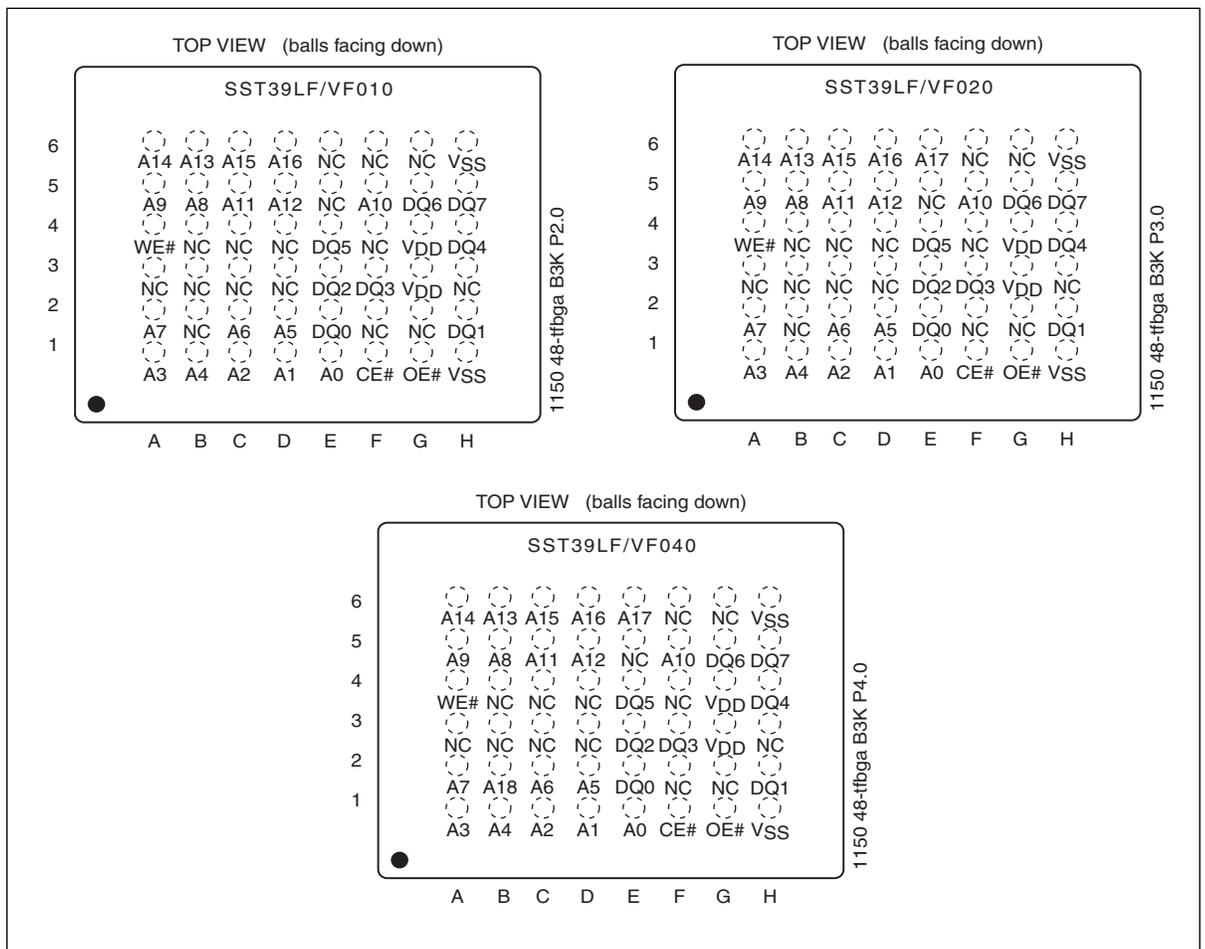 TOP VIEW (balls facing down)
SST39LF/VF010
6
A14 A13 A15 A16 NC NC NC VSS
5
A9 A8 A11 A12 NC A10 DQ6 DQ7
4
WE# NC NC NC DQ5 NC VDD DQ4
3
NC NC NC NC DQ2 DQ3 VDD NC
2
A7 NC A6 A5 DQ0 NC NC DQ1
1
A3 A4 A2 A1 A0 CE# OE# VSS
A B C D E F G H
1150 48-tfbga B3K P2.0
TOP VIEW (balls facing down)
SST39LF/VF020
6
A14 A13 A15 A16 A17 NC NC VSS
5
A9 A8 A11 A12 NC A10 DQ6 DQ7
4
WE# NC NC NC DQ5 NC VDD DQ4
3
NC NC NC NC DQ2 DQ3 VDD NC
2
A7 NC A6 A5 DQ0 NC NC DQ1
1
A3 A4 A2 A1 A0 CE# OE# VSS
A B C D E F G H
1150 48-tfbga B3K P3.0
TOP VIEW (balls facing down)
SST39LF/VF040
6
A14 A13 A15 A16 A17 NC NC VSS
5
A9 A8 A11 A12 NC A10 DQ6 DQ7
4
WE# NC NC NC DQ5 NC VDD DQ4
3
NC NC NC NC DQ2 DQ3 VDD NC
2
A7 A18 A6 A5 DQ0 NC NC DQ1
1
A3 A4 A2 A1 A0 CE# OE# VSS
A B C D E F G H
1150 48-tfbga B3K P4.0